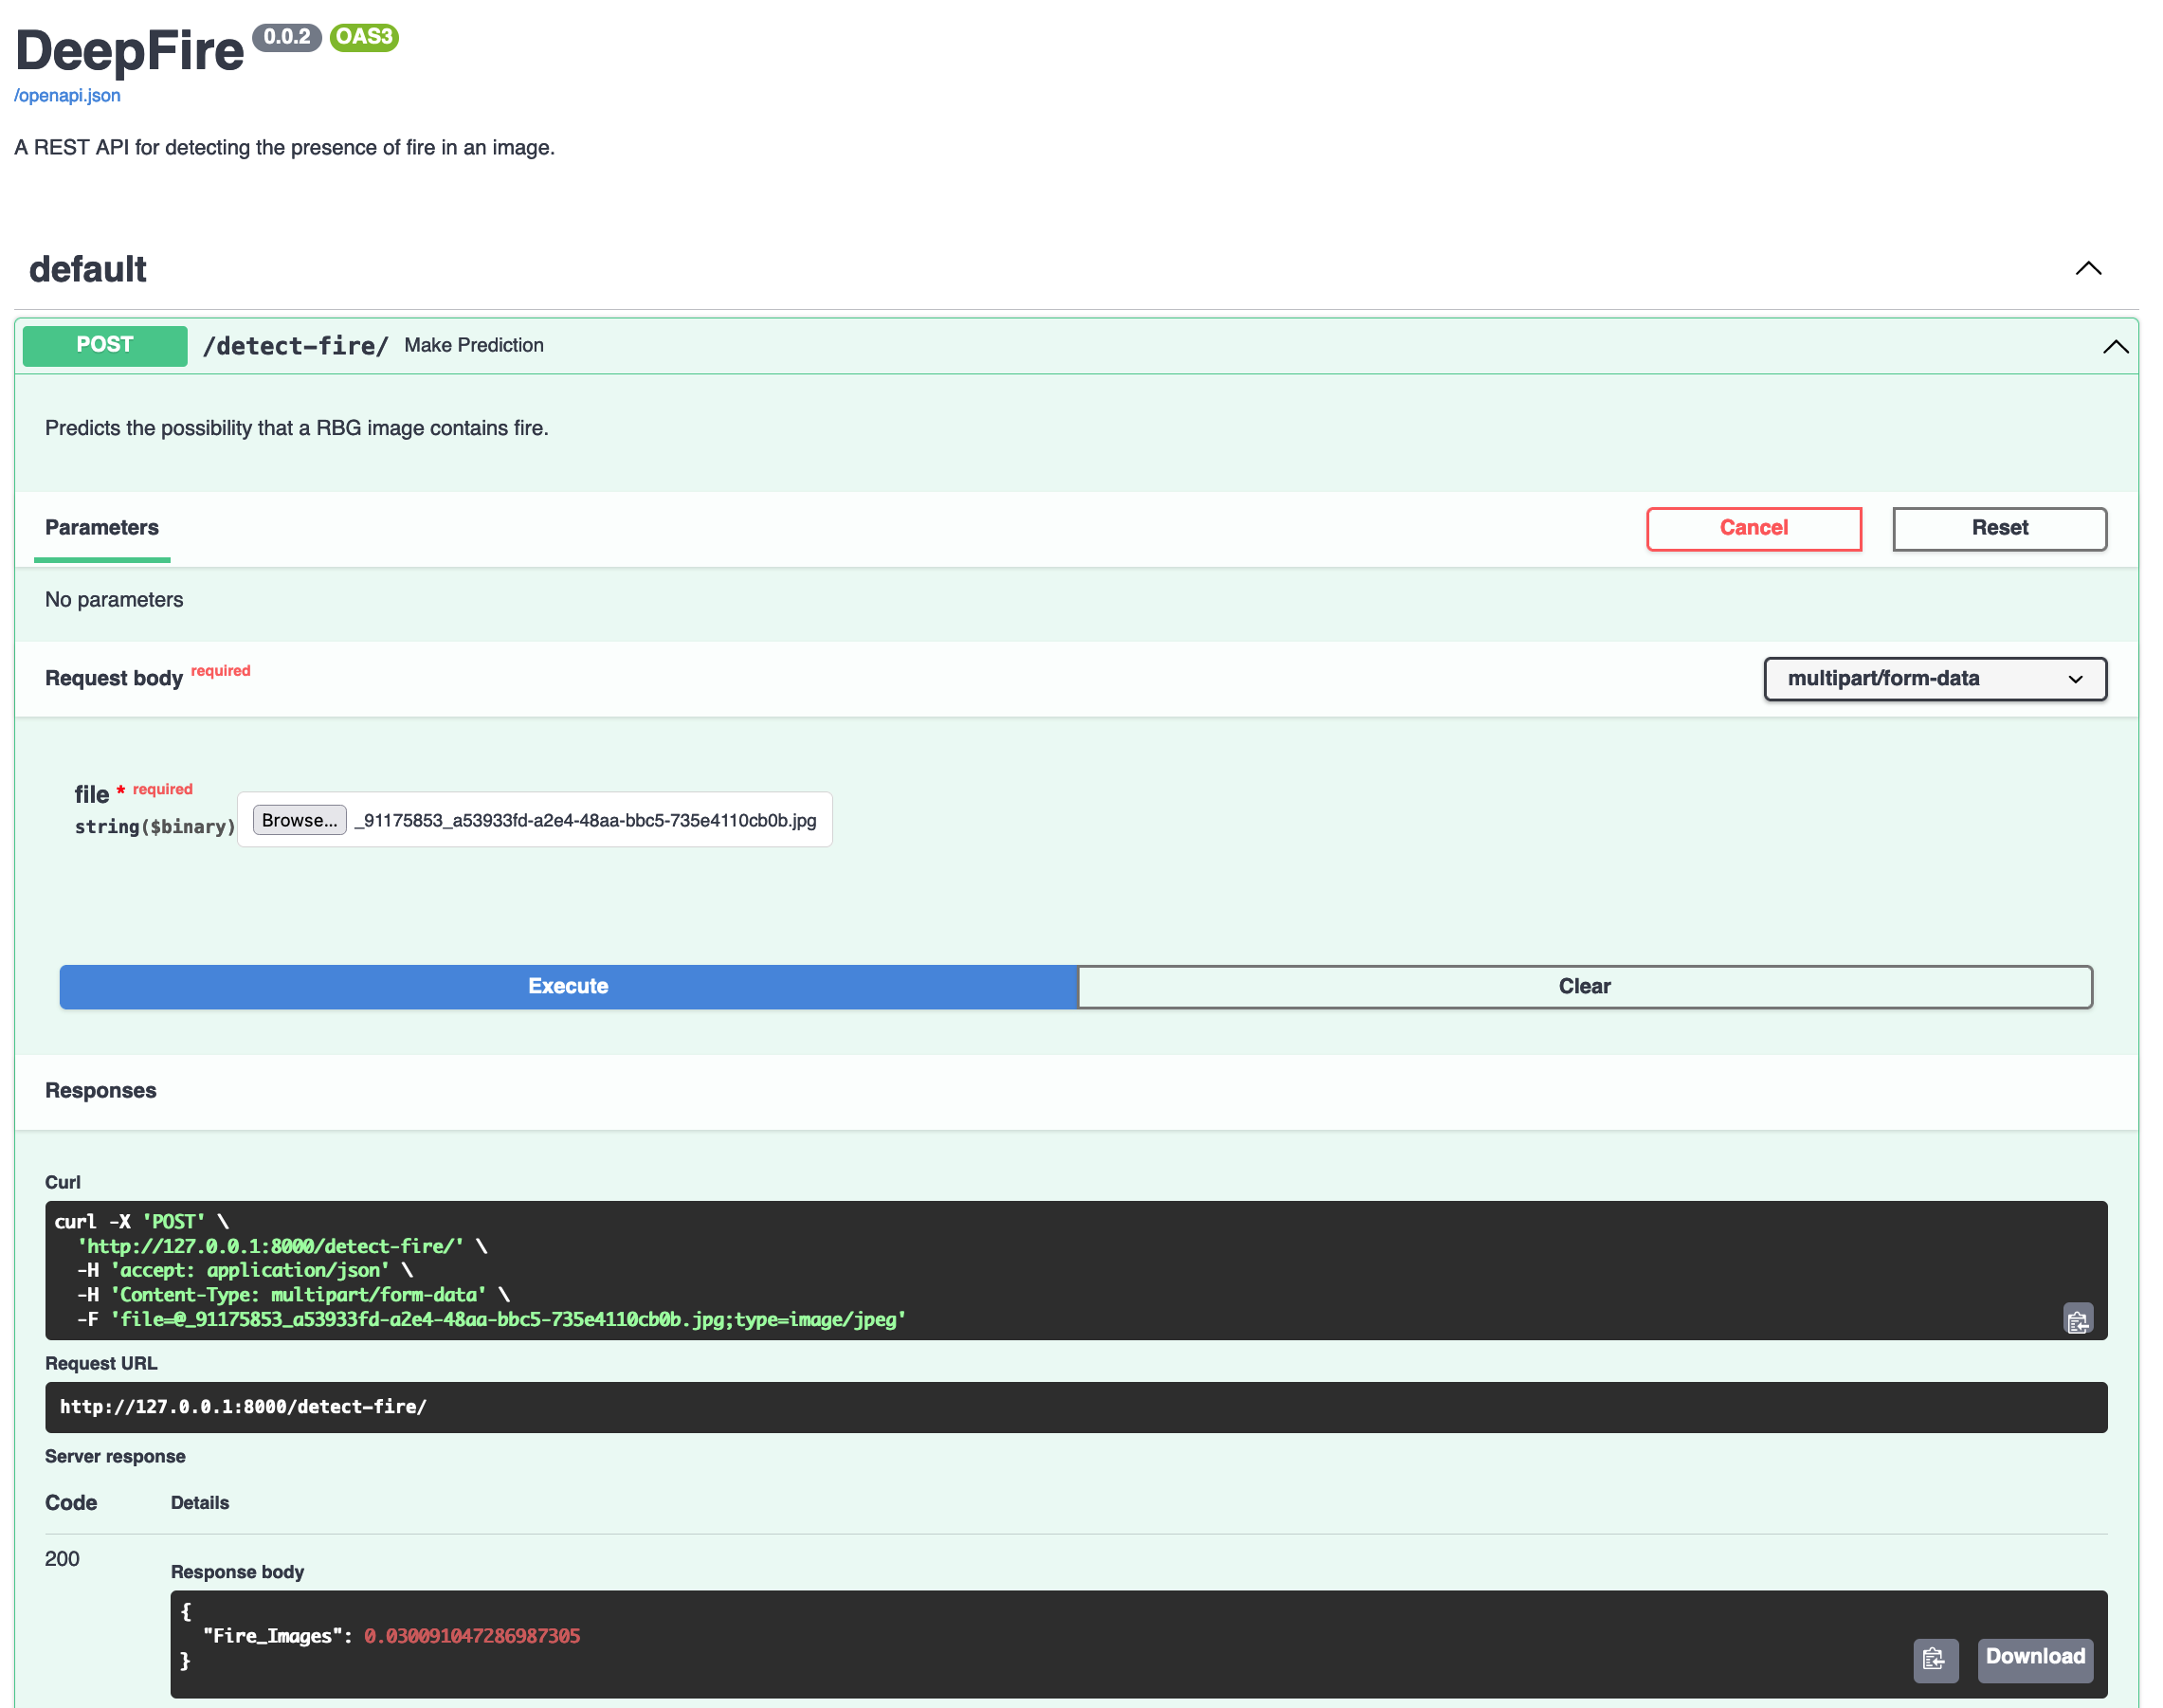 DeepFire 0.0.2 OAS3
/openapi.json
A REST API for detecting the presence of fire in an image.
default
POST /detect-fire/ Make Prediction
Predicts the possibility that a RBG image contains fire.
Parameters Cancel Reset
No parameters
Request body required multipart/form-data
file * required
string($binary) Browse... _91175853_a53933fd-a2e4-48aa-bbc5-735e4110cb0b.jpg
Execute Clear
Responses
Curl
curl -X 'POST' \
'http://127.0.0.1:8000/detect-fire/' \
-H 'accept: application/json' \
-H 'Content-Type: multipart/form-data' \
-F 'file=@_91175853_a53933fd-a2e4-48aa-bbc5-735e4110cb0b.jpg;type=image/jpeg'
Request URL
http://127.0.0.1:8000/detect-fire/
Server response
Code Details
200
Response body
{
"Fire_Images": 0.030091047286987305
}
Download